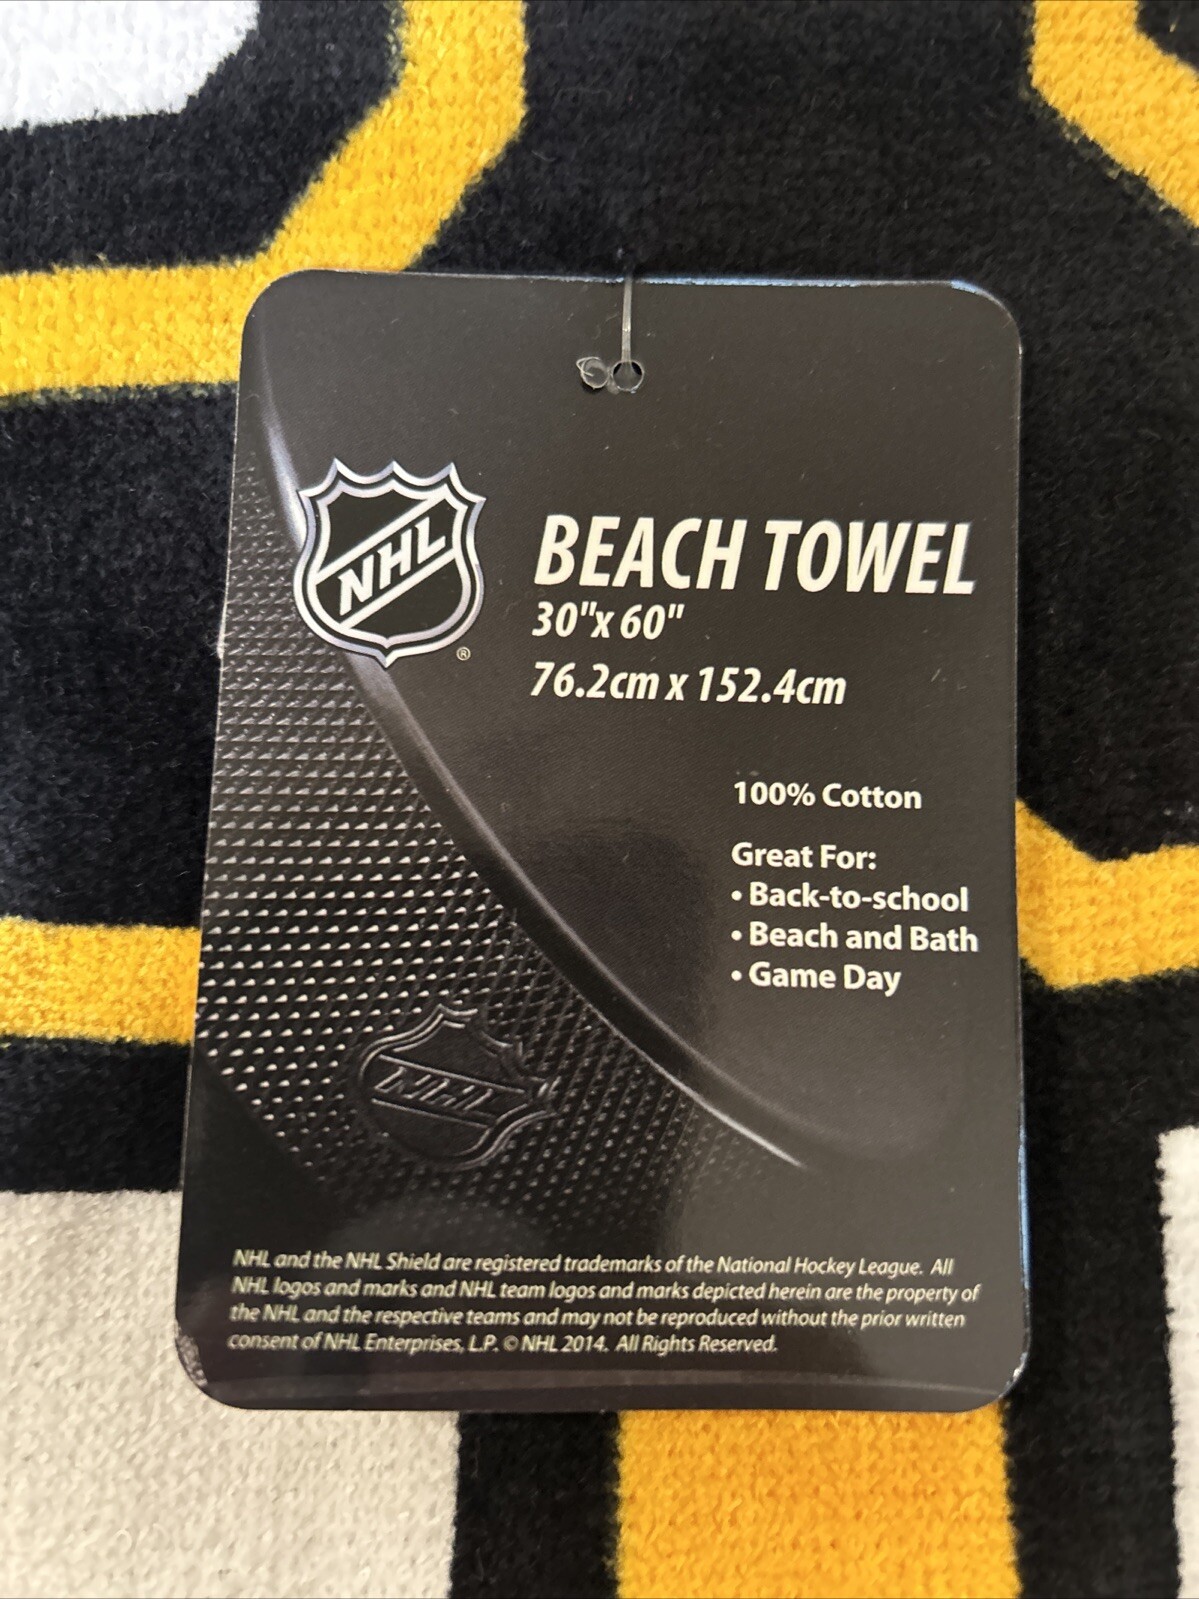 NHL
®
BEACH TOWEL
30"x 60"
76.2cm x 152.4cm
100% Cotton
Great For:
• Back-to-school
• Beach and Bath
• Game Day
NHL
NHL and the NHL Shield are registered trademarks of the National Hockey League. All
NHL logos and marks and NHL team logos and marks depicted herein are the property of
the NHL and the respective teams and may not be reproduced without the prior written
consent of NHL Enterprises, L.P. © NHL 2014. All Rights Reserved.